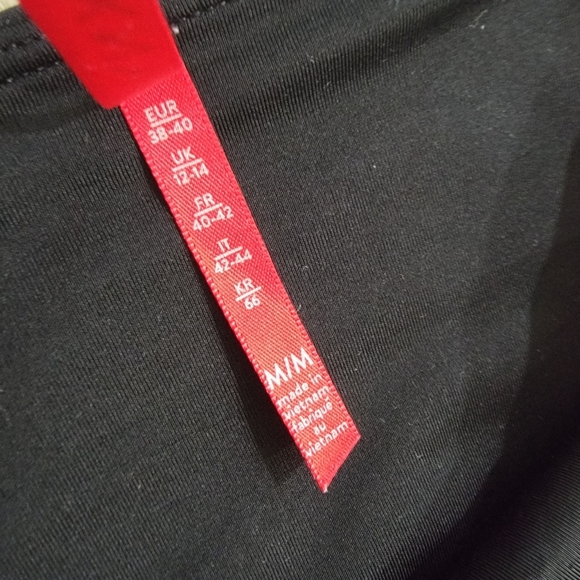 EUR
38-40
UK
12-14
FR
40-42
IT
42-44
KR
66
M/M
made in
vietnam
fabriqué
au
vietnam